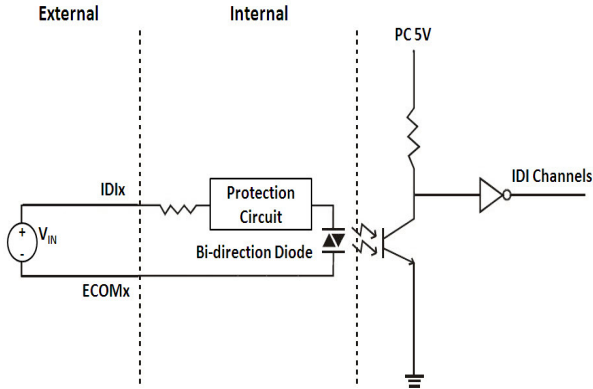 External
Internal
PC 5V
IDIx
Protection
Circuit
IDI Channels
+
VIN
-
Bi-direction Diode
ECOMx